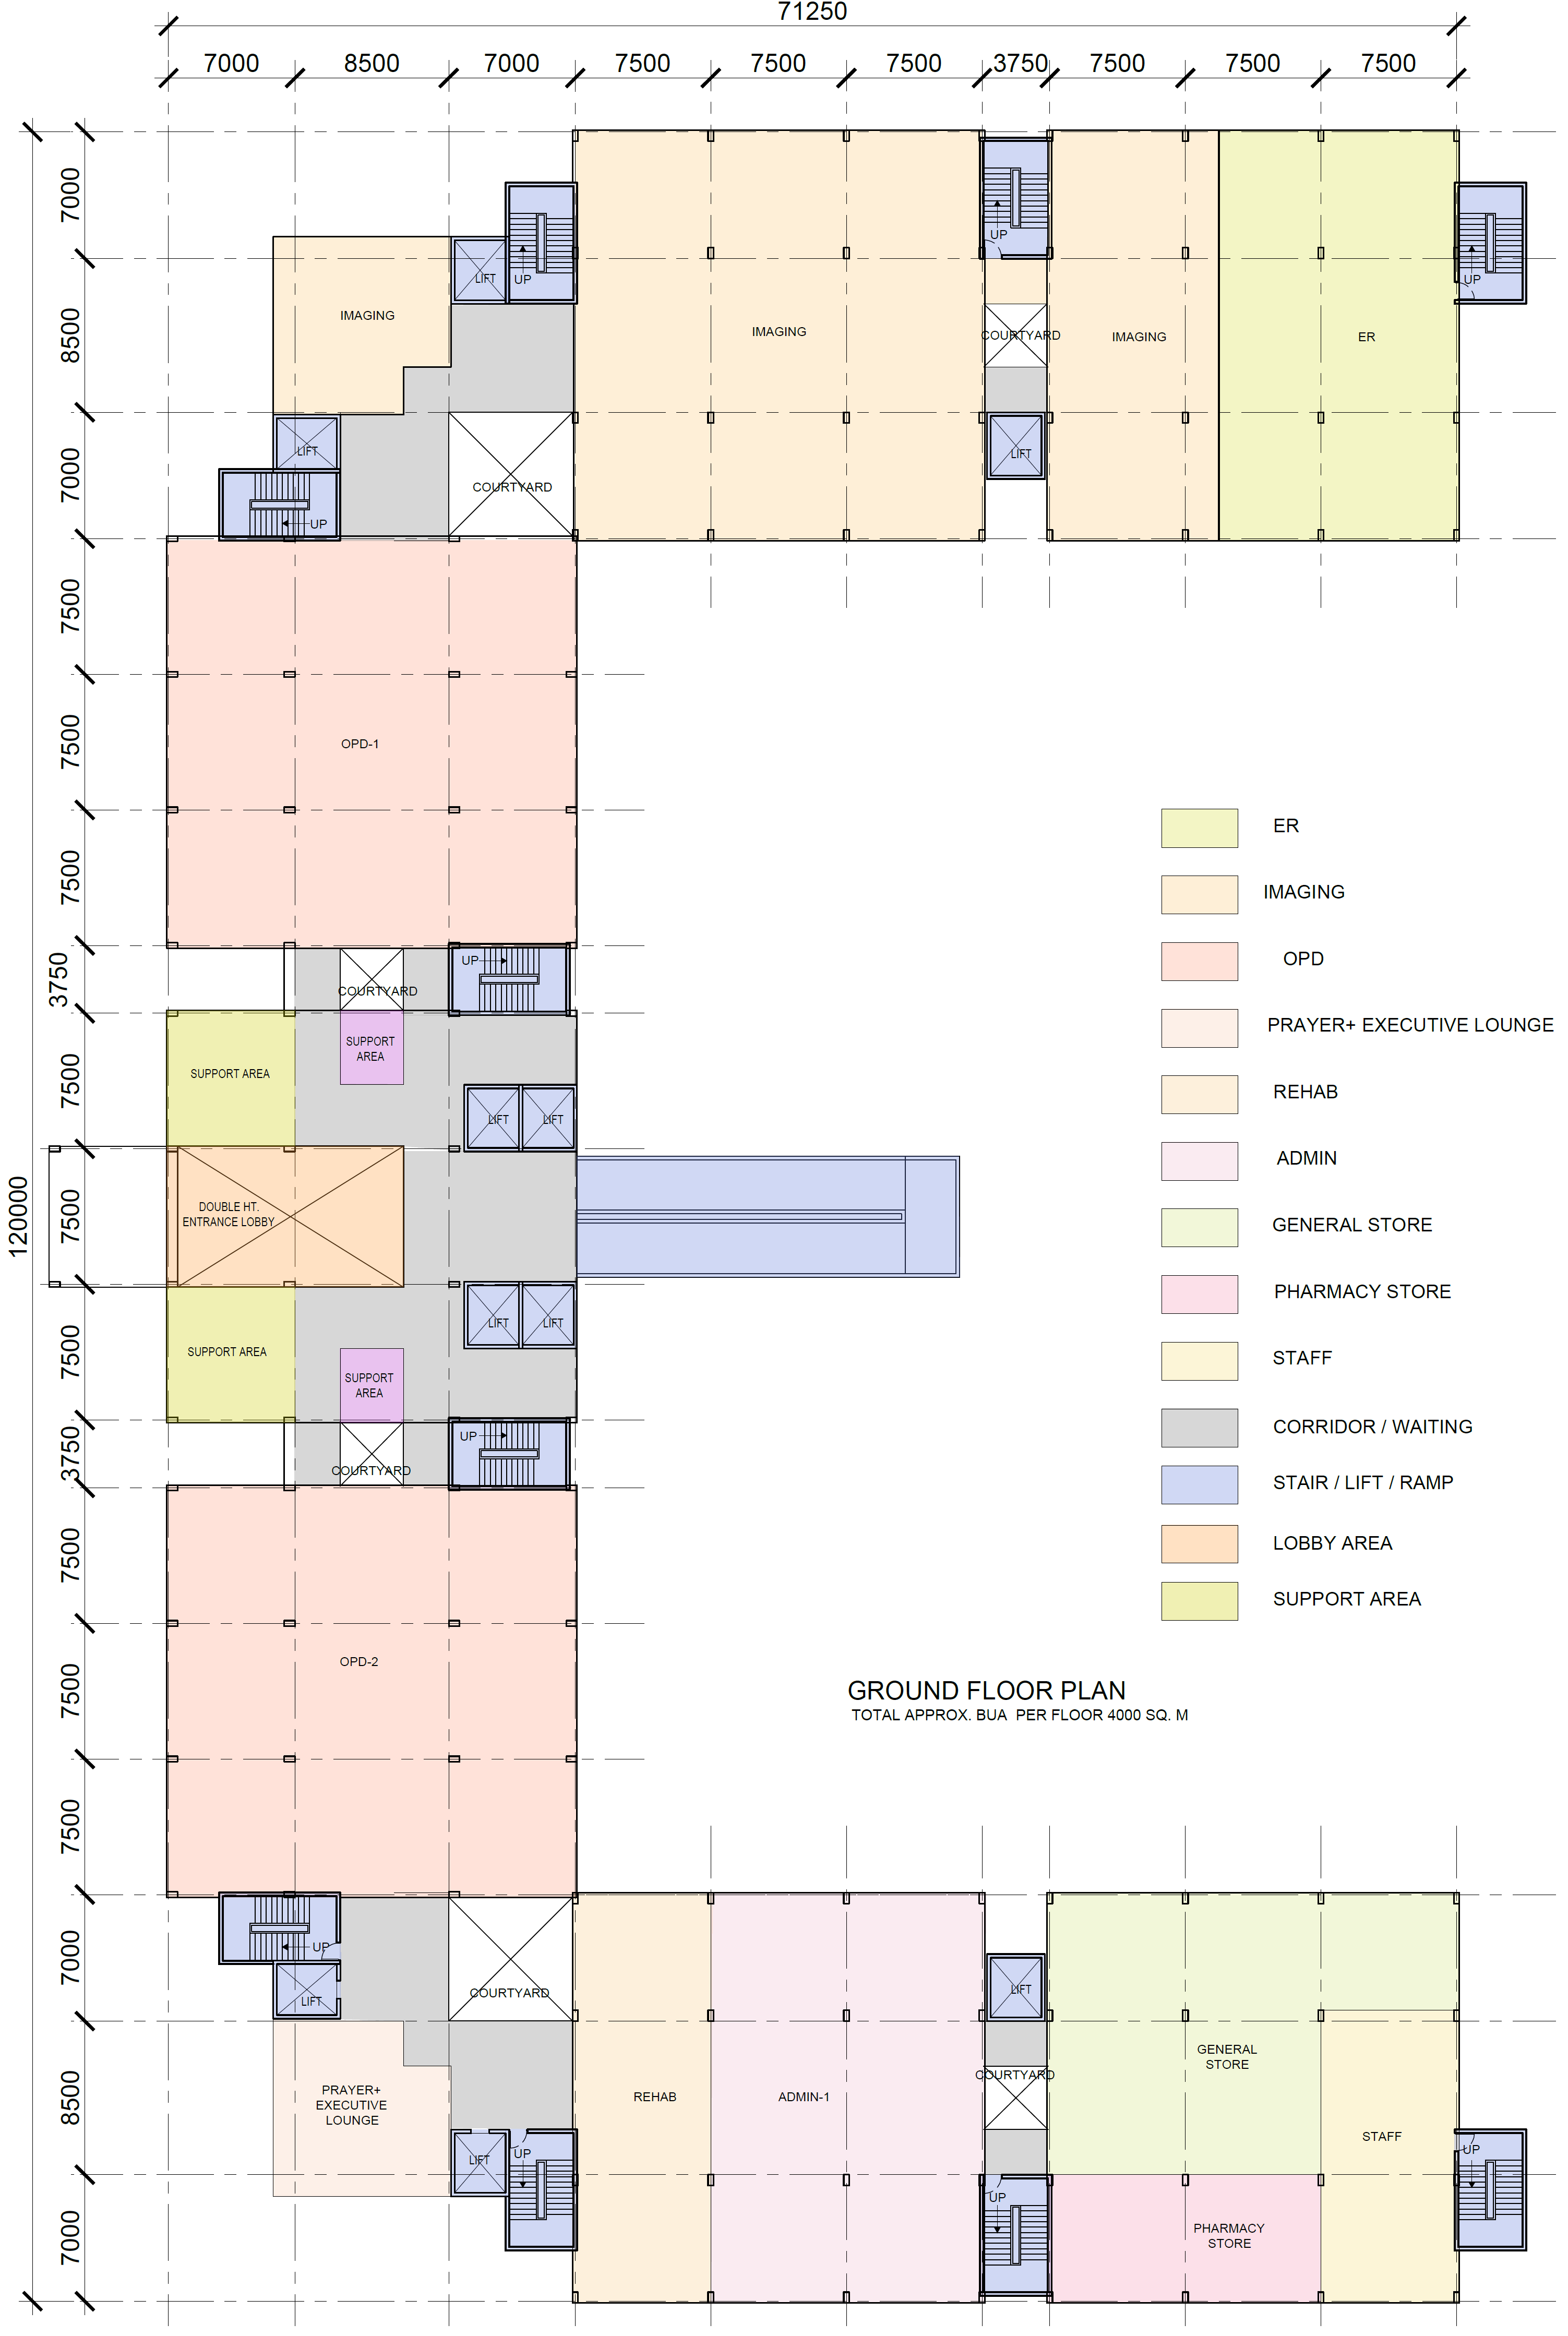 71250
7000
8500
7000
7500
7500
7500
3750
7500
7500
7500
120000
7000
8500
7000
7500
7500
7500
3750
7500
7500
7500
3750
7500
7500
7500
7000
8500
7000
UP
UP
UP
LIFT
UP
IMAGING
IMAGING
COURTYARD
IMAGING
ER
LIFT
LIFT
COURTYARD
UP
OPD-1
UP
COURTYARD
SUPPORT AREA
SUPPORT
AREA
LIFT
LIFT
DOUBLE HT.
ENTRANCE LOBBY
LIFT
LIFT
SUPPORT AREA
SUPPORT
AREA
UP
COURTYARD
OPD-2
ER
IMAGING
OPD
PRAYER+ EXECUTIVE LOUNGE
REHAB
ADMIN
GENERAL STORE
PHARMACY STORE
STAFF
CORRIDOR / WAITING
STAIR / LIFT / RAMP
LOBBY AREA
SUPPORT AREA
GROUND FLOOR PLAN
TOTAL APPROX. BUA PER FLOOR 4000 SQ. M
UP
LIFT
COURTYARD
LIFT
PRAYER+
EXECUTIVE
LOUNGE
REHAB
ADMIN-1
COURTYARD
GENERAL
STORE
STAFF
LIFT
UP
UP
UP
PHARMACY
STORE